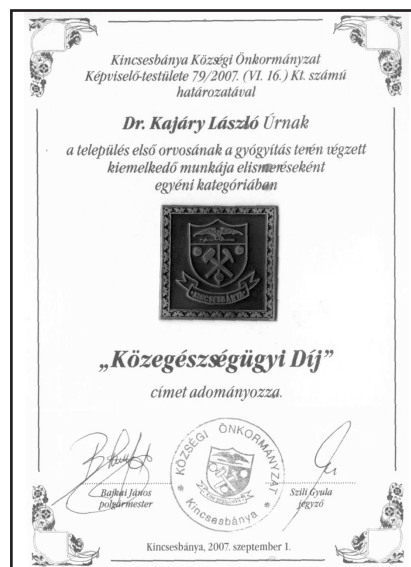 Kincsesbánya Községi Önkormányzat
Képviselő-testülete 79/2007. (VI. 16.) Kt. számú
határozatával
Dr. Kajáry László Úrnak
a település első orvosának a gyógyítás terén végzett
kiemelkedő munkája elismeréseként
egyéni kategóriában
KINCSESBÁNYA
„Közegészségügyi Díj”
címet adományozza.
KÖZSÉGI ÖNKORMÁNYZAT
Kincsesbánya
Bajkai János
polgármester
Szili Gyula
jegyző
Kincsesbánya, 2007. szeptember 1.